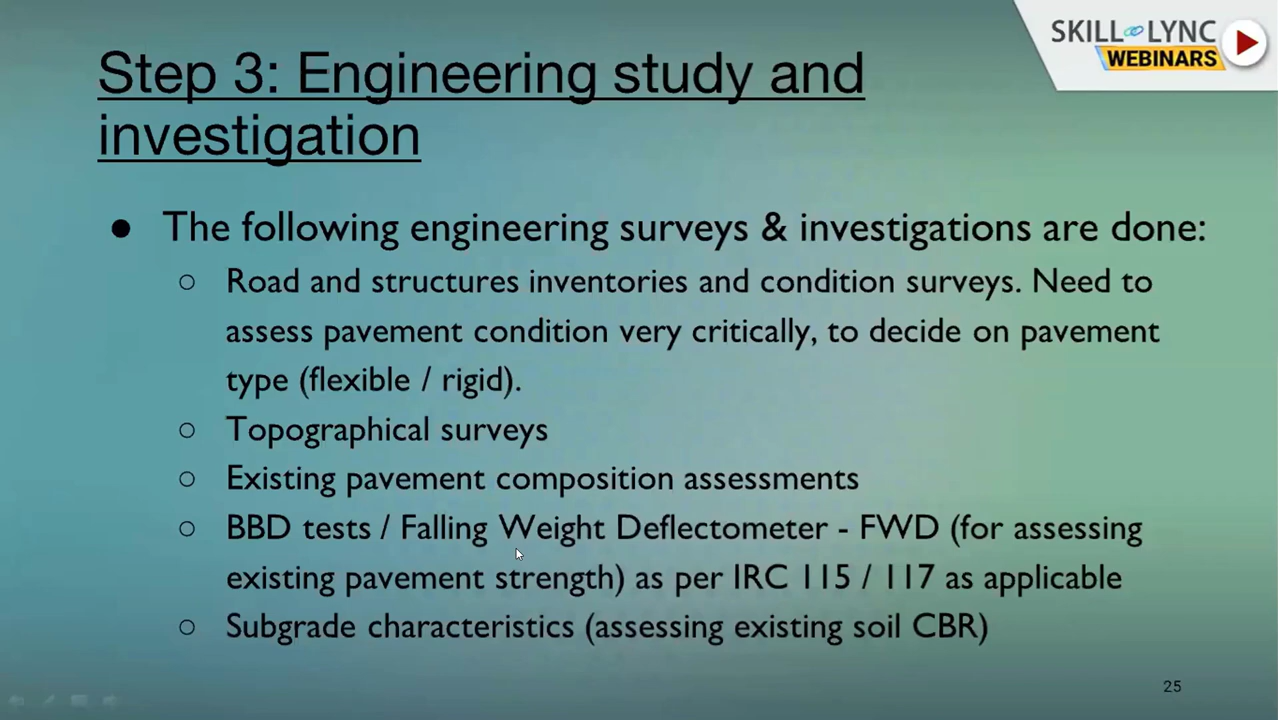 SKILL LYNC
WEBINARS
Step 3: Engineering study and
investigation
● The following engineering surveys & investigations are done:
○ Road and structures inventories and condition surveys. Need to
assess pavement condition very critically, to decide on pavement
type (flexible / rigid).
○ Topographical surveys
○ Existing pavement composition assessments
○ BBD tests / Falling Weight Deflectometer - FWD (for assessing
existing pavement strength) as per IRC 115 / 117 as applicable
○ Subgrade characteristics (assessing existing soil CBR)
25